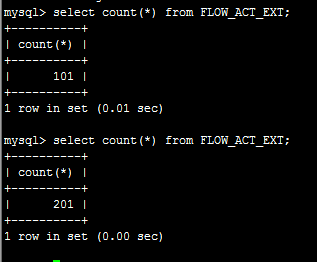 mysql> select count(*) from FLOW_ACT_EXT;
+----------+
| count(*) |
+----------+
|      101 |
+----------+
1 row in set (0.01 sec)

mysql> select count(*) from FLOW_ACT_EXT;
+----------+
| count(*) |
+----------+
|      201 |
+----------+
1 row in set (0.00 sec)